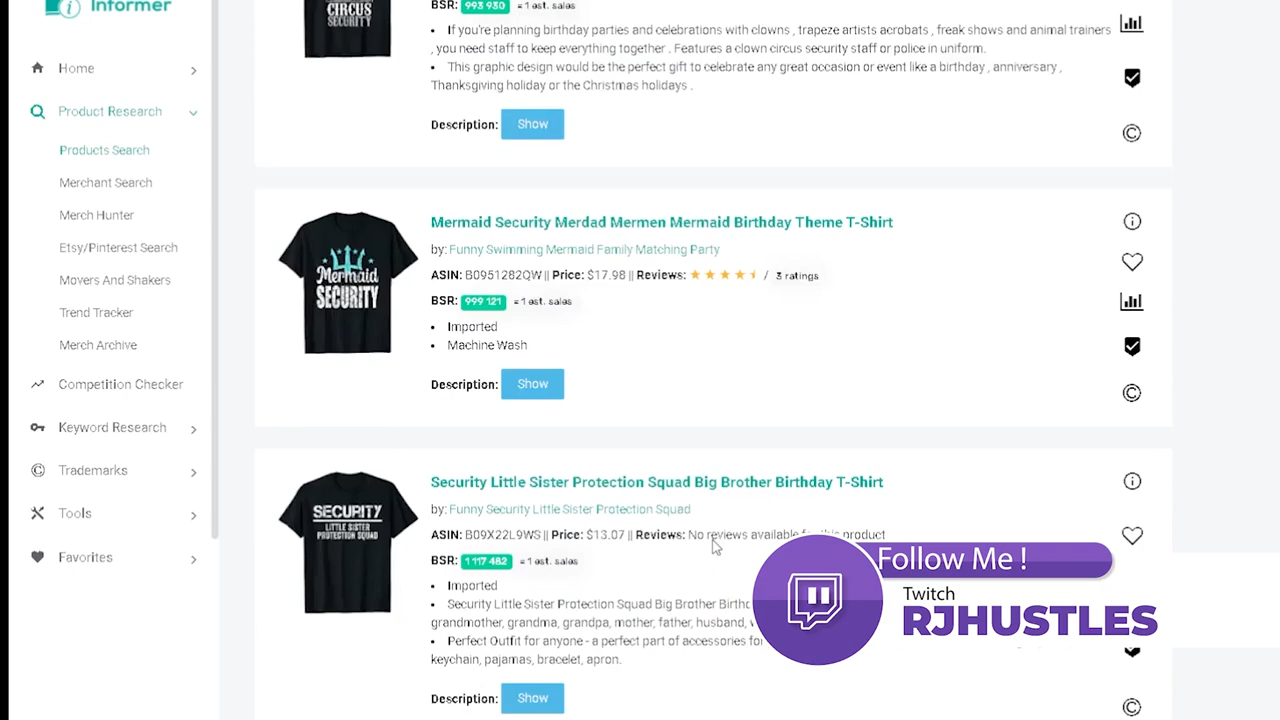 Informer
Home
Product Research
Products Search
Merchant Search
Merch Hunter
Etsy/Pinterest Search
Movers And Shakers
Trend Tracker
Merch Archive
Competition Checker
Keyword Research
Trademarks
Tools
Favorites
CIRCUS
SECURITY
BSR: 993 930 = 1 est. sales
• If you're planning birthday parties and celebrations with clowns , trapeze artists acrobats , freak shows and animal trainers
, you need staff to keep everything together . Features a clown circus security staff or police in uniform.
• This graphic design would be the perfect gift to celebrate any great occasion or event like a birthday , anniversary ,
Thanksgiving holiday or the Christmas holidays .
Description: Show
Mermaid
SECURITY
Mermaid Security Merdad Mermen Mermaid Birthday Theme T-Shirt
by: Funny Swimming Mermaid Family Matching Party
ASIN: B0951282QW || Price: $17.98 || Reviews: / 3 ratings
BSR: 999 121 = 1 est. sales
• Imported
• Machine Wash
Description: Show
SECURITY
LITTLE SISTER
PROTECTION SQUAD
Security Little Sister Protection Squad Big Brother Birthday T-Shirt
by: Funny Security Little Sister Protection Squad
ASIN: B09X22L9WS || Price: $13.07 || Reviews: No reviews available for this product
BSR: 1 117 482 = 1 est. sales
• Imported
• Security Little Sister Protection Squad Big Brother
grandmother, grandma, grandpa, mother, father, husband,
• Perfect Outfit for anyone - a perfect part of accessories for
keychain, pajamas, bracelet, apron.
Description: Show
Follow Me !
Twitch
RJHUSTLES